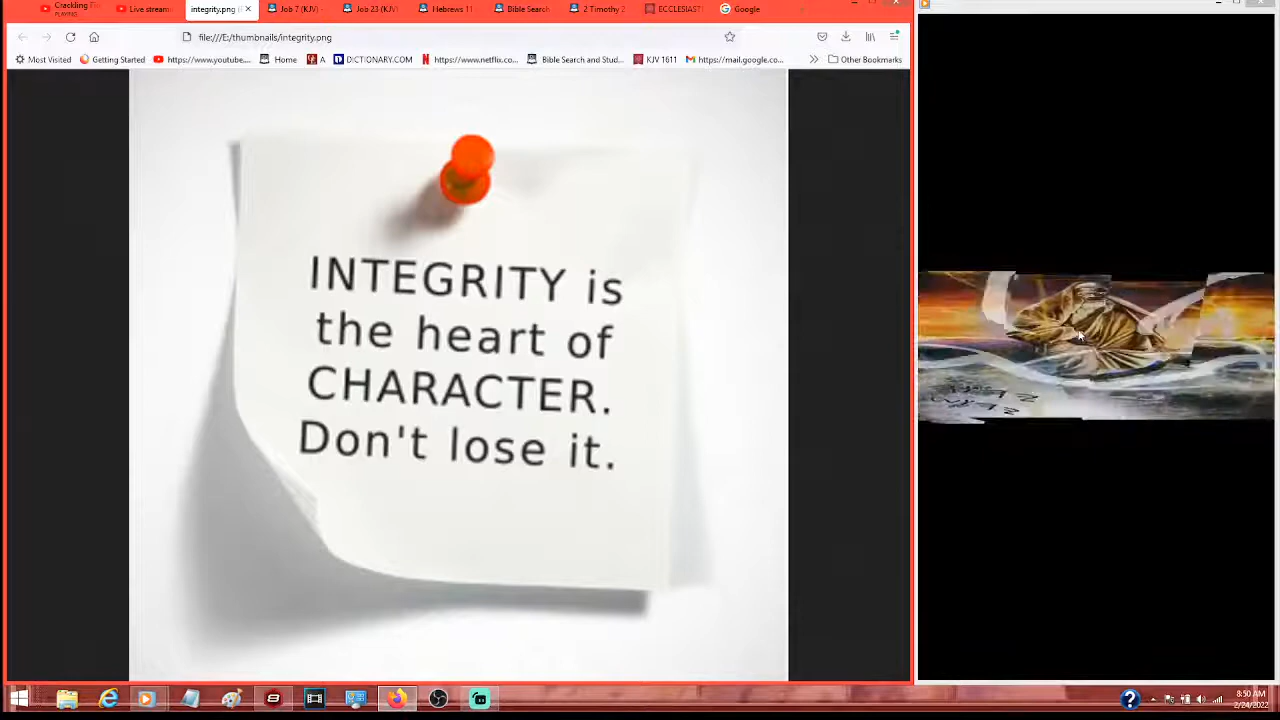 Crackling Fi
PLAYING
Live stream
integrity.png
Job 7 (KJV)
Job 23 (KJV)
Hebrews 11
Bible Search
2 Timothy 2
ECCLESIAST
Google
file:///E:/thumbnails/integrity.png
Most Visited
Getting Started
https://www.youtube....
Home
A
DICTIONARY.COM
https://www.netflix.co...
Bible Search and Stud...
KJV 1611
https://mail.google.co...
Other Bookmarks
INTEGRITY is
the heart of
CHARACTER.
Don't lose it.
8:50 AM
2/24/2022